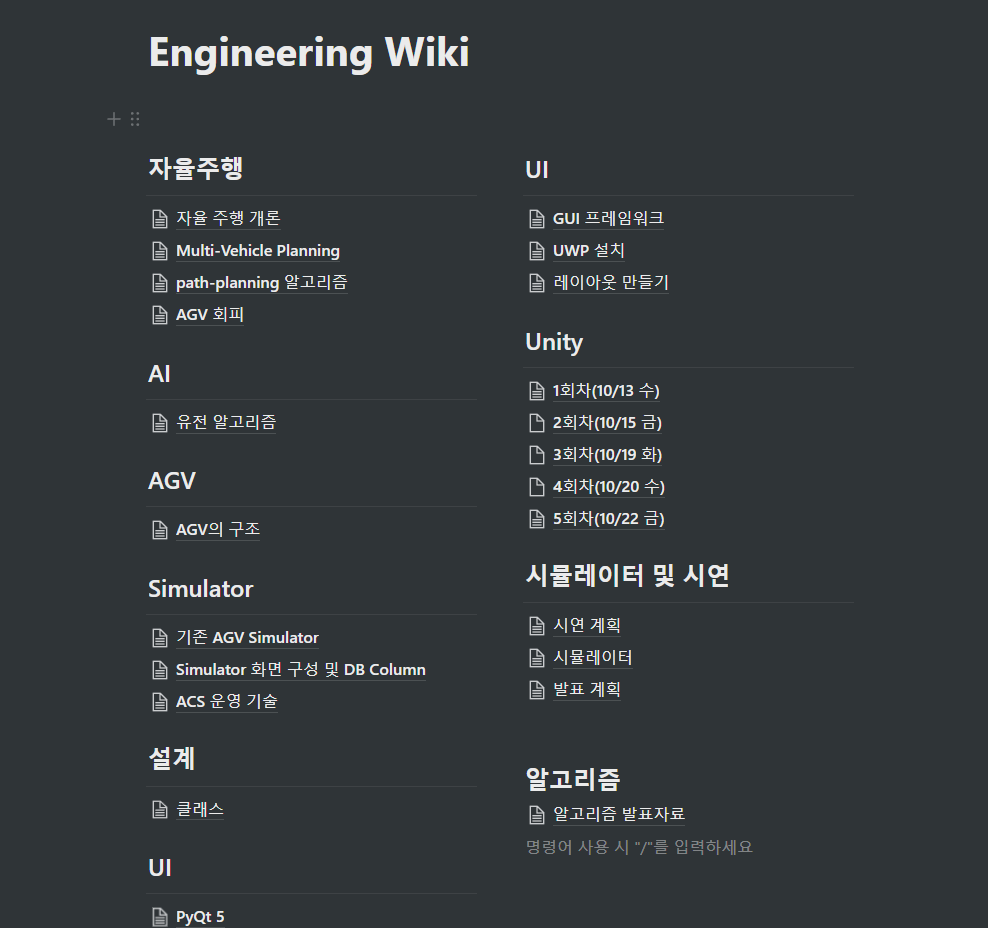 Engineering Wiki
자율주행
자율 주행 개론
Multi-Vehicle Planning
path-planning 알고리즘
AGV 회피
AI
유전 알고리즘
AGV
AGV의 구조
Simulator
기존 AGV Simulator
Simulator 화면 구성 및 DB Column
ACS 운영 기술
설계
클래스
UI
PyQt 5
UI
GUI 프레임워크
UWP 설치
레이아웃 만들기
Unity
1회차(10/13 수)
2회차(10/15 금)
3회차(10/19 화)
4회차(10/20 수)
5회차(10/22 금)
시뮬레이터 및 시연
시연 계획
시뮬레이터
발표 계획
알고리즘
알고리즘 발표자료
명령어 사용 시 "/"를 입력하세요